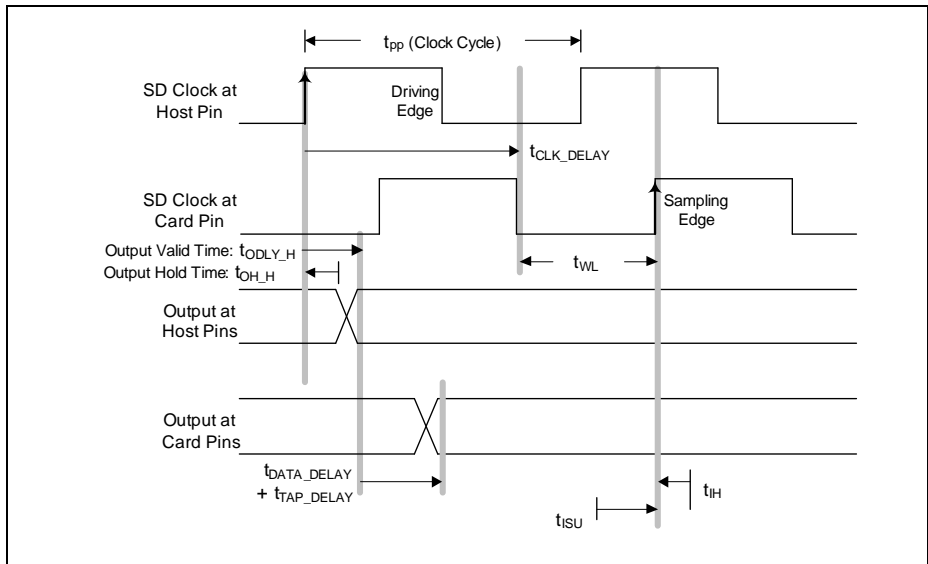 tpp (Clock Cycle)
SD Clock at
Host Pin
Driving
Edge
tCLK_DELAY
SD Clock at
Card Pin
Sampling
Edge
Output Valid Time: tODLY_H
Output Hold Time: tOH_H
tWL
Output at
Host Pins
Output at
Card Pins
tDATA_DELAY
+ tTAP_DELAY
tIH
tISU